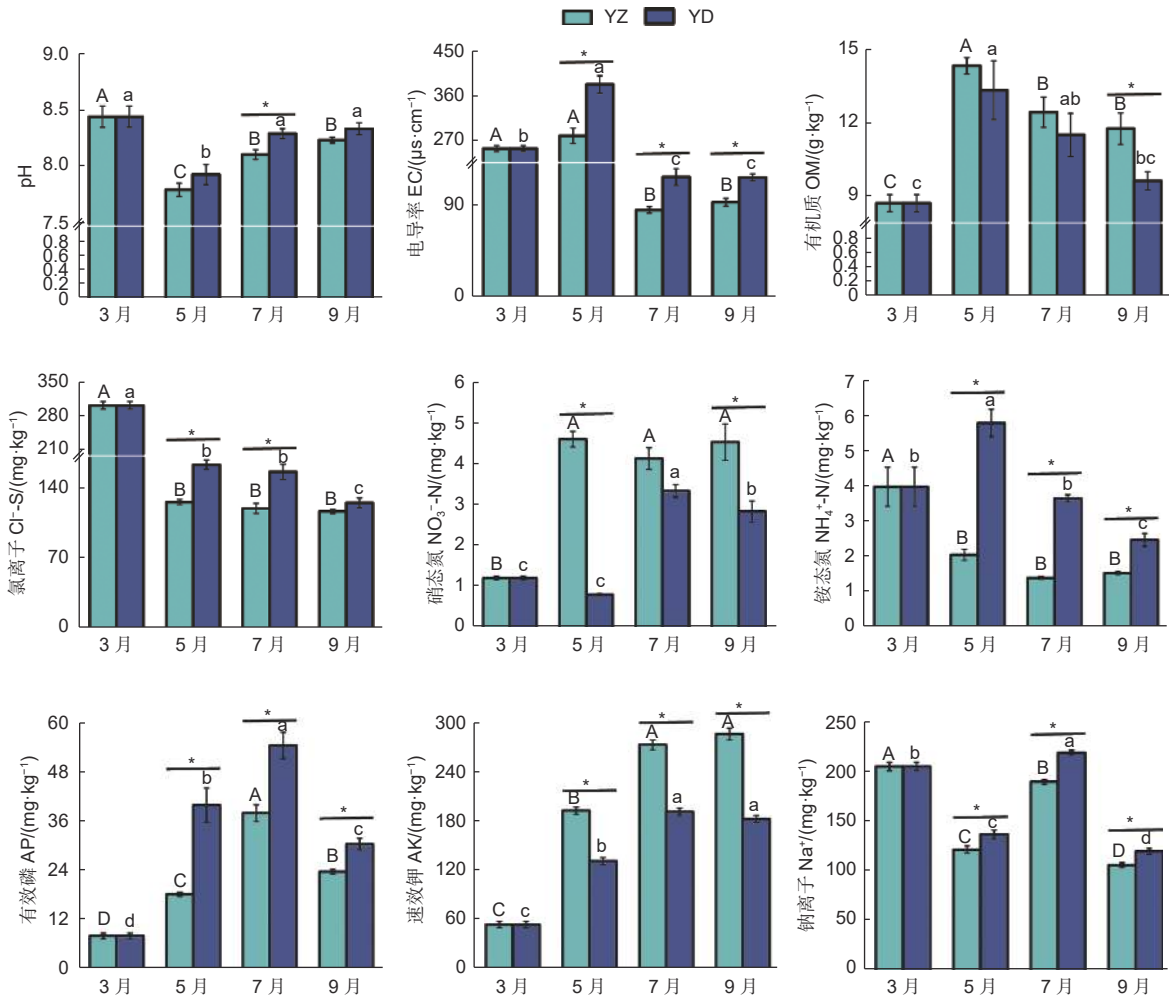 YZ YD
pH
9.0
8.5
8.0
7.5
0.8
0.6
0.4
0.2
0
A a
C b
* B a
B a
3 月 5 月 7 月 9 月
电导率 EC/(μs·cm⁻¹)
450
360
270
90
0
A b
* A a
* B c
* B c
3 月 5 月 7 月 9 月
有机质 OM/(g·kg⁻¹)
15
12
9
0.8
0.6
0.4
0.2
0
C c
A a
B ab
* B bc
3 月 5 月 7 月 9 月
氯离子 Cl⁻-S/(mg·kg⁻¹)
350
280
210
140
70
0
A a
* B b
* B b
B c
3 月 5 月 7 月 9 月
硝态氮 NO₃⁻-N/(mg·kg⁻¹)
6
5
4
3
2
1
0
B c
* A c
A a
* A b
3 月 5 月 7 月 9 月
铵态氮 NH₄⁺-N/(mg·kg⁻¹)
7
6
5
4
3
2
1
0
A b
* B a
* B b
* B c
3 月 5 月 7 月 9 月
有效磷 AP/(mg·kg⁻¹)
60
48
36
24
12
0
D d
* C b
* A a
* B c
3 月 5 月 7 月 9 月
速效钾 AK/(mg·kg⁻¹)
300
240
180
120
60
0
C c
* B b
* A a
* A a
3 月 5 月 7 月 9 月
钠离子 Na⁺/(mg·kg⁻¹)
250
200
150
100
50
0
A b
* C c
* B a
* D d
3 月 5 月 7 月 9 月